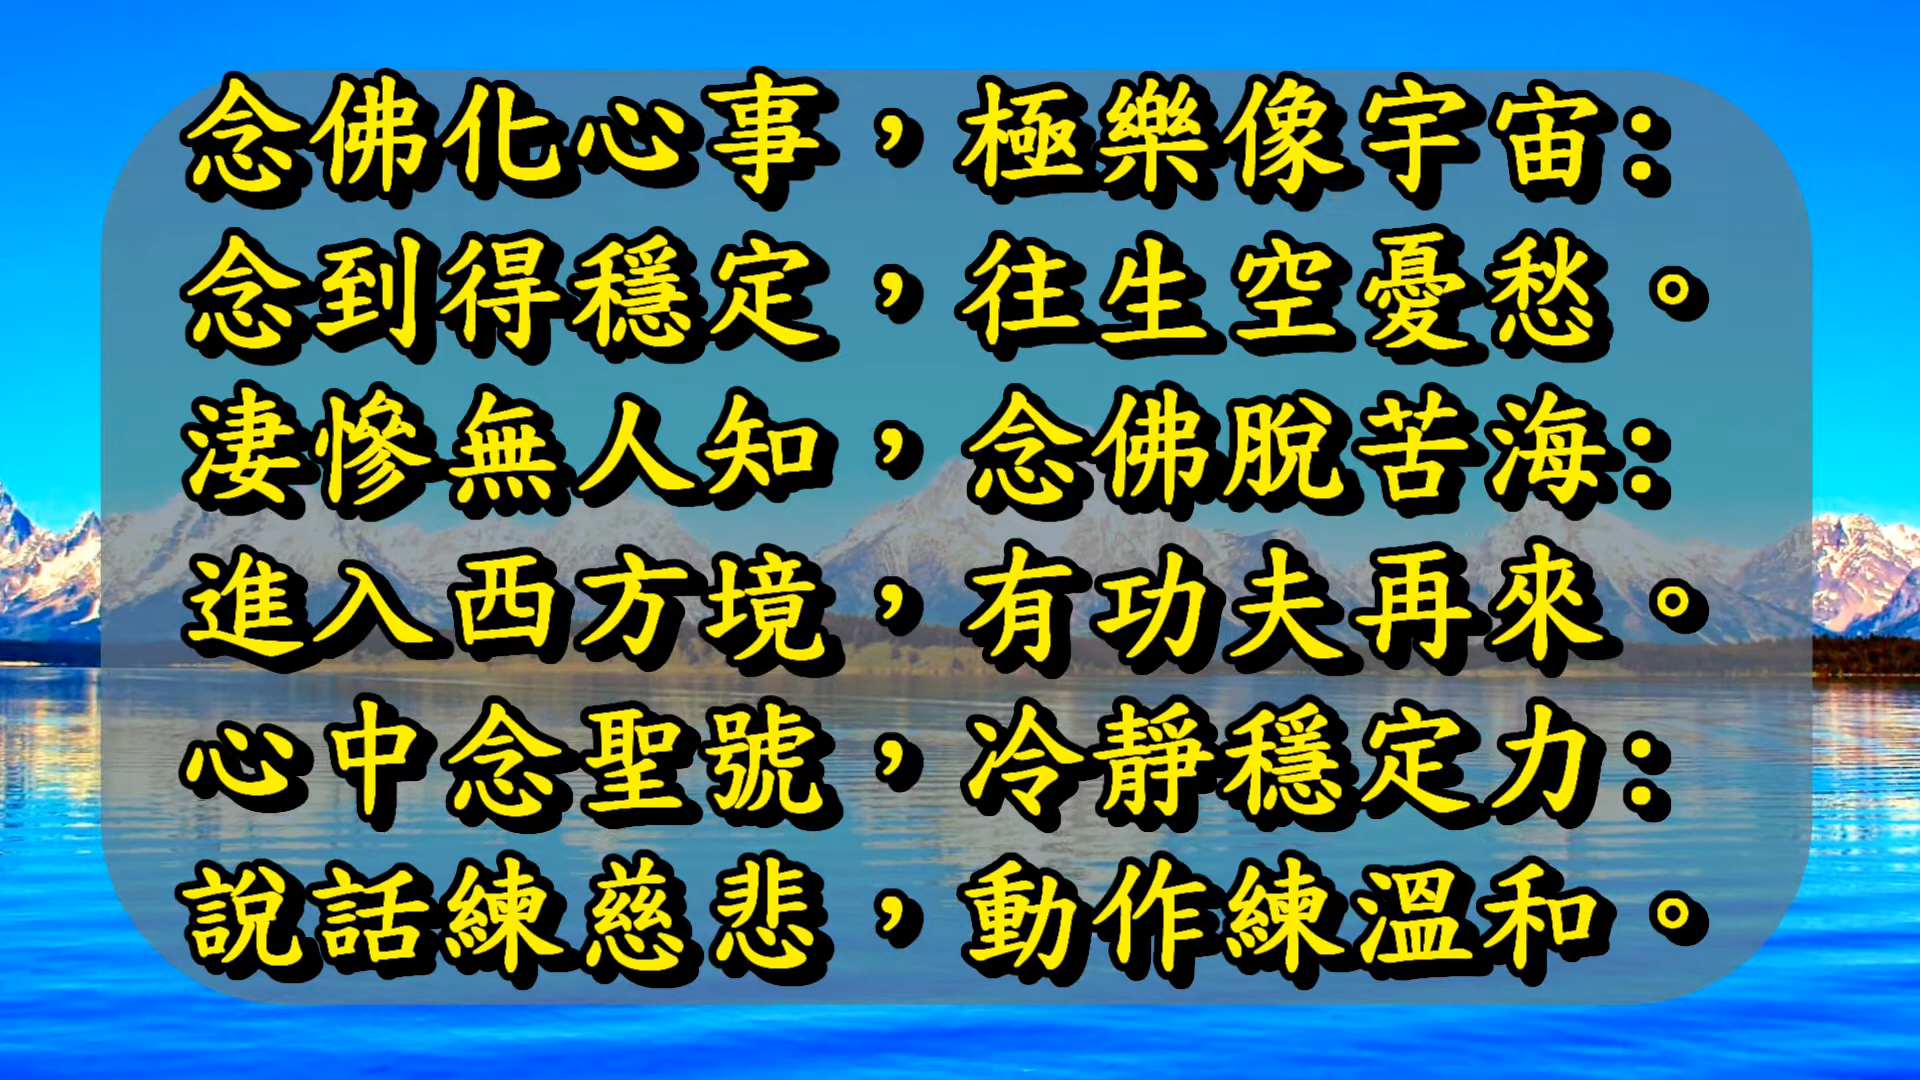 念佛化心事，極樂像宇宙:
念到得穩定，往生空憂愁。
淒慘無人知，念佛脫苦海:
進入西方境，有功夫再來。
心中念聖號，冷靜穩定力:
說話練慈悲，動作練溫和。